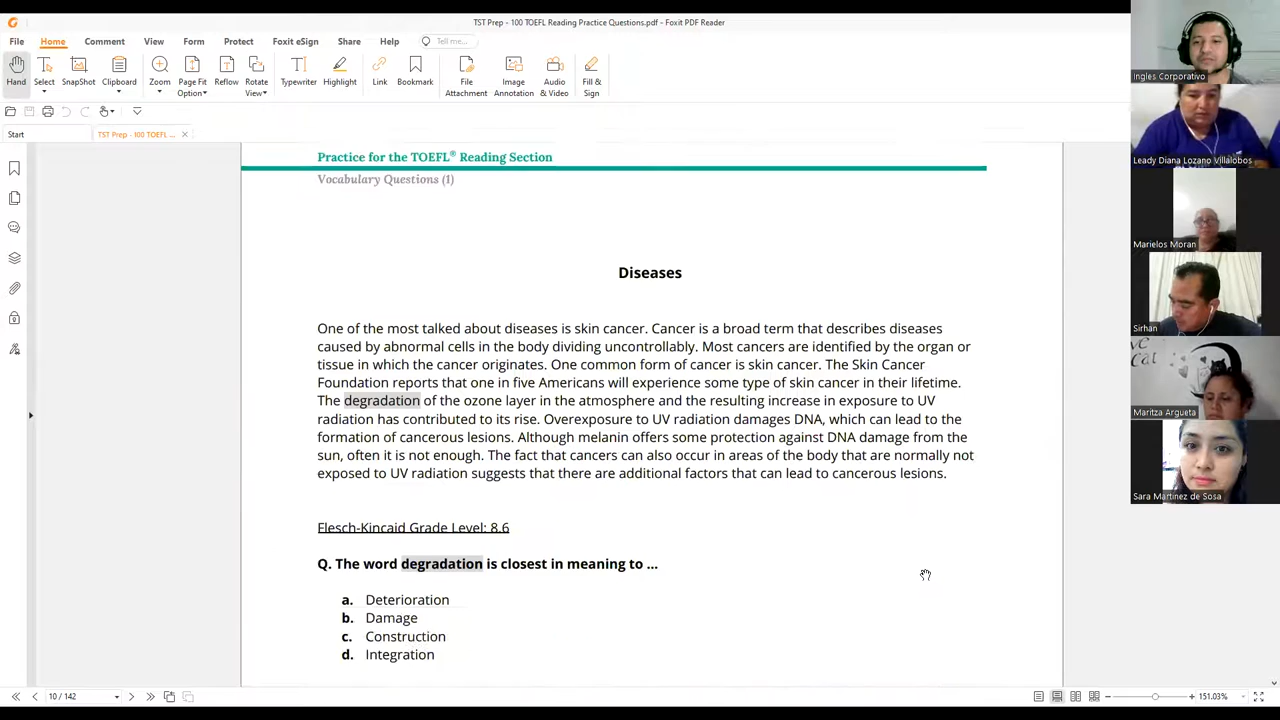 TST Prep - 100 TOEFL Reading Practice Questions.pdf - Foxit PDF Reader
File Home Comment View Form Protect Foxit eSign Share Help Tell me...
Hand Select SnapShot Clipboard Zoom Page Fit Option Reflow Rotate View Typewriter Highlight Link Bookmark File Attachment Image Annotation Audio & Video Fill & Sign
Start TST Prep - 100 TOEFL ...
Practice for the TOEFL® Reading Section
Vocabulary Questions (1)
Diseases
One of the most talked about diseases is skin cancer. Cancer is a broad term that describes diseases
caused by abnormal cells in the body dividing uncontrollably. Most cancers are identified by the organ or
tissue in which the cancer originates. One common form of cancer is skin cancer. The Skin Cancer
Foundation reports that one in five Americans will experience some type of skin cancer in their lifetime.
The degradation of the ozone layer in the atmosphere and the resulting increase in exposure to UV
radiation has contributed to its rise. Overexposure to UV radiation damages DNA, which can lead to the
formation of cancerous lesions. Although melanin offers some protection against DNA damage from the
sun, often it is not enough. The fact that cancers can also occur in areas of the body that are normally not
exposed to UV radiation suggests that there are additional factors that can lead to cancerous lesions.
Flesch-Kincaid Grade Level: 8.6
Q. The word degradation is closest in meaning to ...
a. Deterioration
b. Damage
c. Construction
d. Integration
10 / 142
151.03%
Ingles Corporativo
Leady Diana Lozano Villalobos
Marielos Moran
Sirhan
Maritza Argueta
Sara Martinez de Sosa